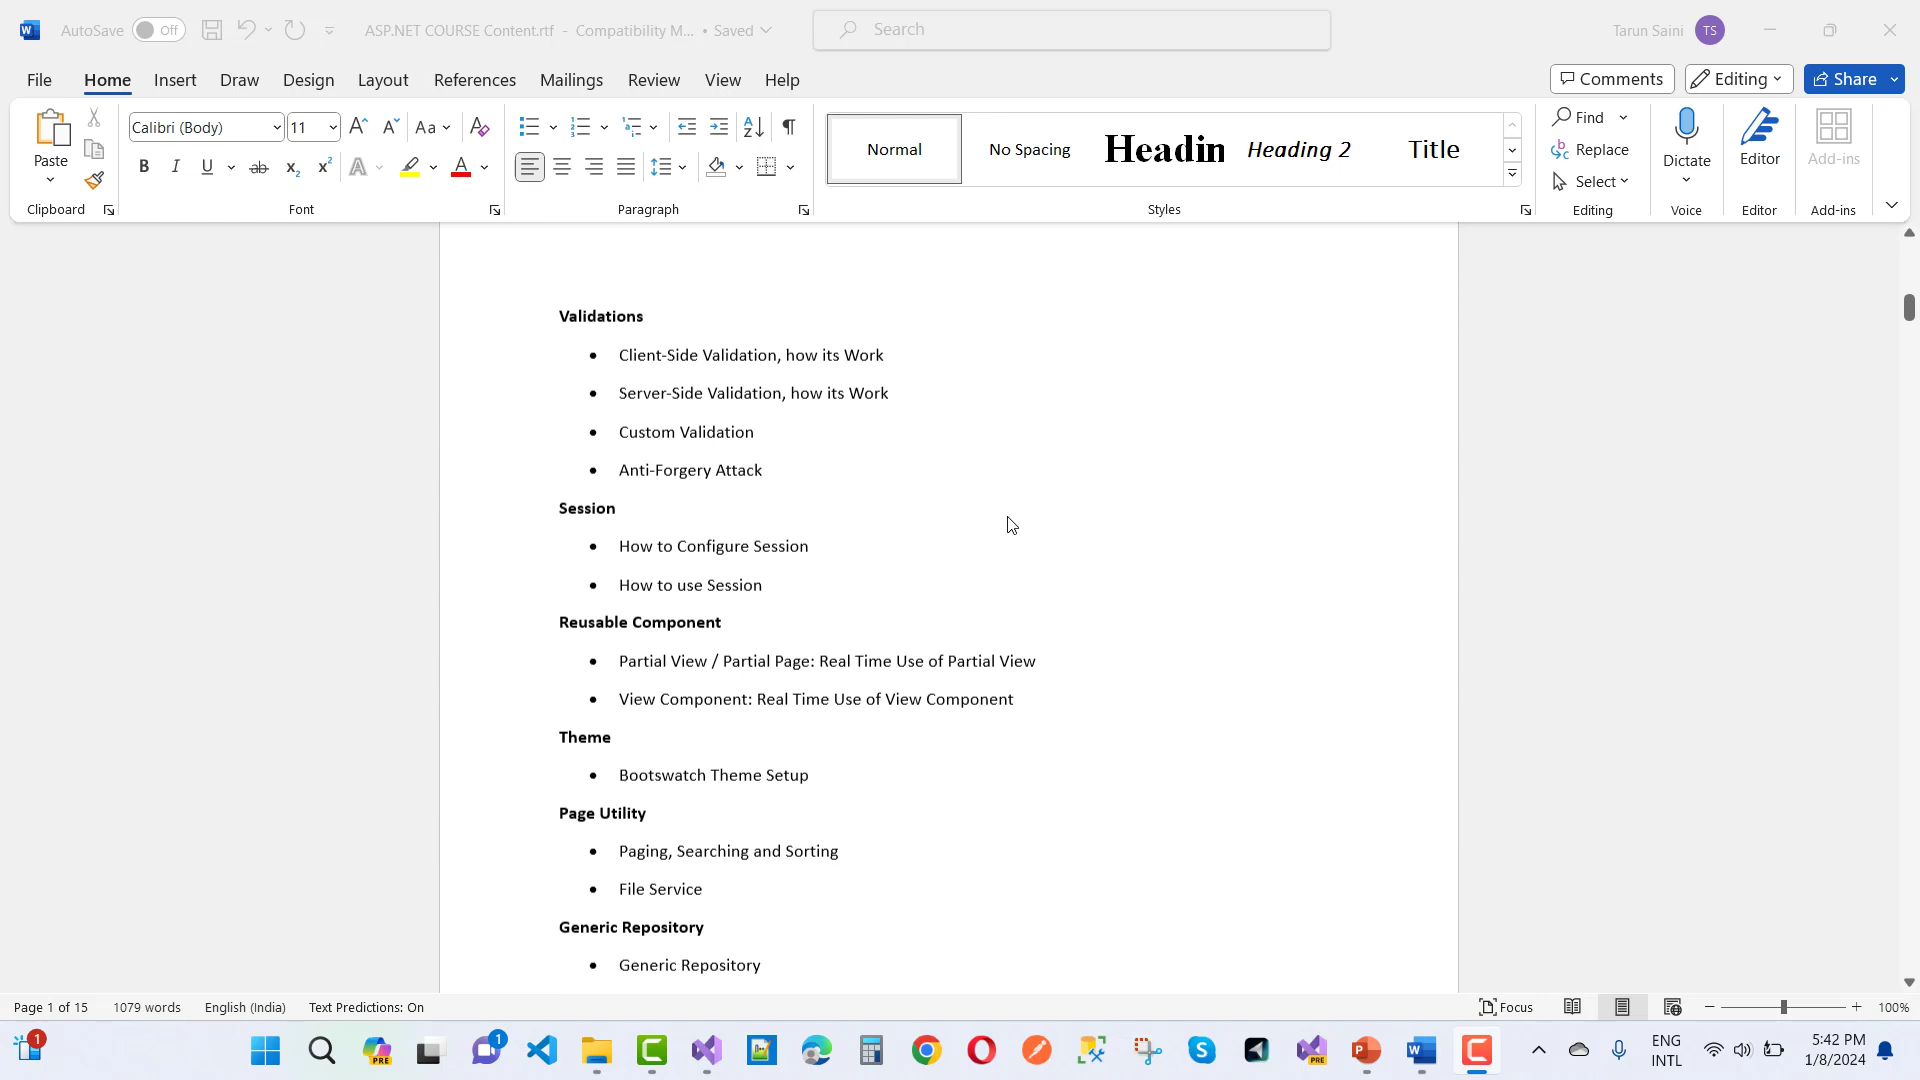 AutoSave Off ASP.NET COURSE Content.rtf - Compatibility M... • Saved Search Tarun Saini TS
File Home Insert Draw Design Layout References Mailings Review View Help Comments Editing Share
Calibri (Body) 11 Aa Normal No Spacing Headin Heading 2 Title Find
Paste Replace Dictate Editor Add-ins
Select
Clipboard Font Paragraph Styles Editing Voice Editor Add-ins
Validations
• Client-Side Validation, how its Work
• Server-Side Validation, how its Work
• Custom Validation
• Anti-Forgery Attack
Session
• How to Configure Session
• How to use Session
Reusable Component
• Partial View / Partial Page: Real Time Use of Partial View
• View Component: Real Time Use of View Component
Theme
• Bootswatch Theme Setup
Page Utility
• Paging, Searching and Sorting
• File Service
Generic Repository
• Generic Repository
Page 1 of 15 1079 words English (India) Text Predictions: On Focus 100%
1 PRE 1 PRE ENG 5:42 PM
INTL 1/8/2024